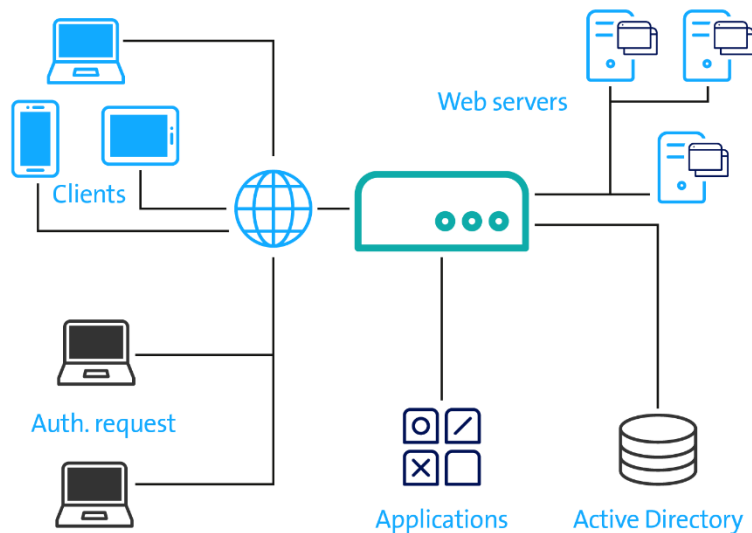 Web servers
Clients
Auth. request
Applications
Active Directory